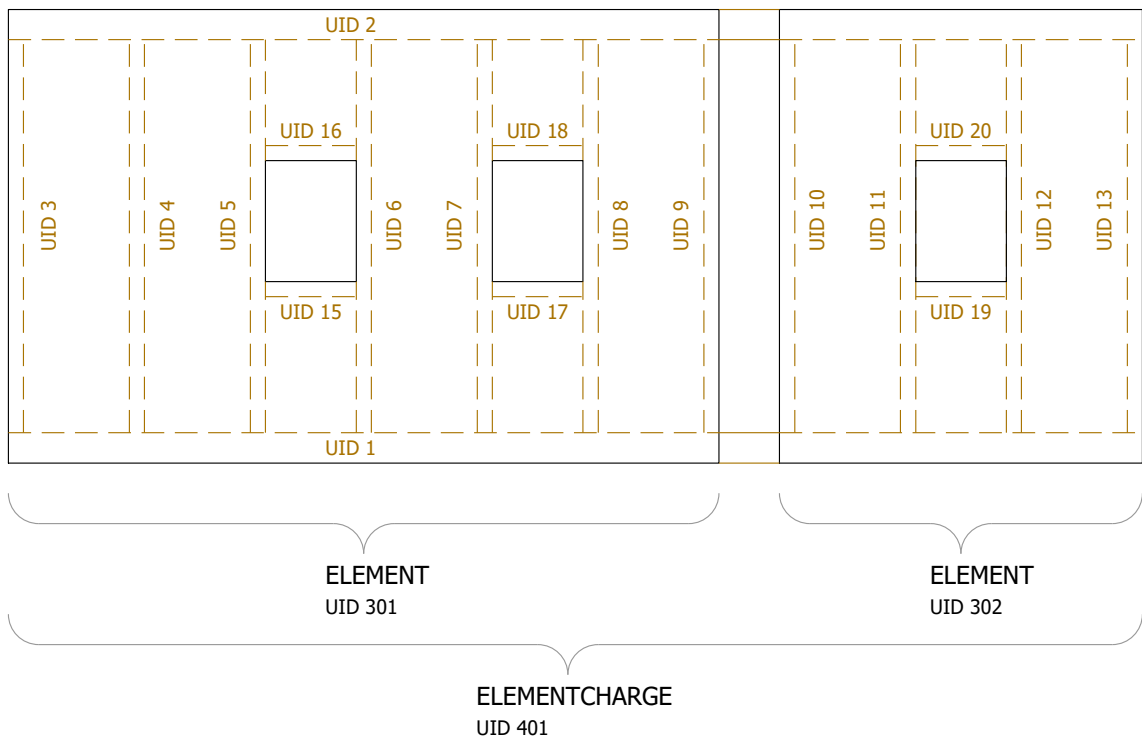 UID 2
UID 16
UID 18
UID 20
UID 3
UID 4
UID 5
UID 6
UID 7
UID 8
UID 9
UID 10
UID 11
UID 12
UID 13
UID 15
UID 17
UID 19
UID 1
ELEMENT
UID 301
ELEMENT
UID 302
ELEMENTCHARGE
UID 401